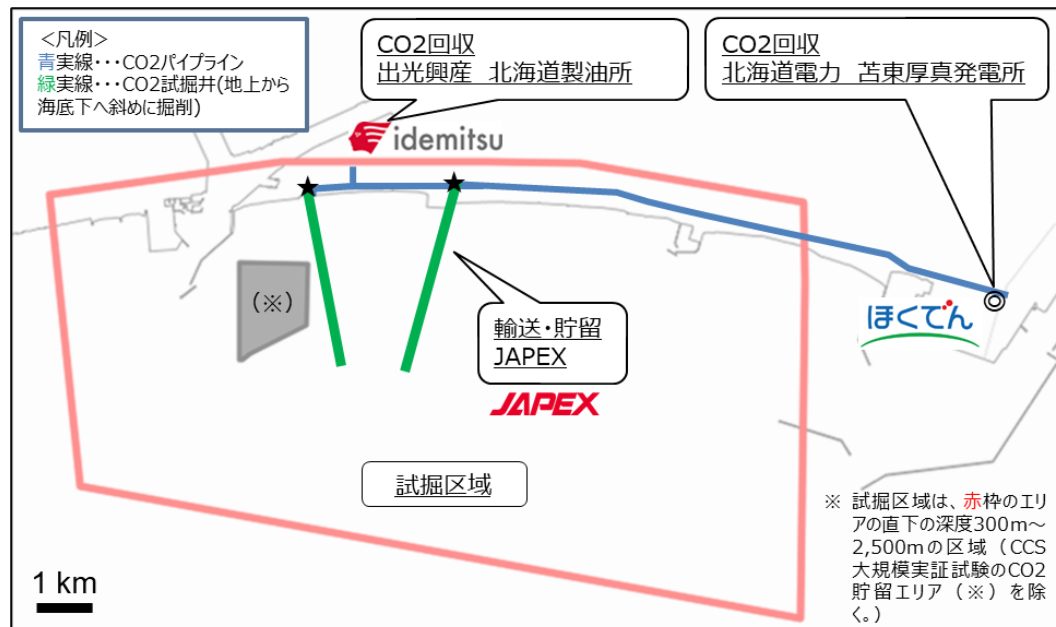 <凡例>
青実線・・・CO2パイプライン
緑実線・・・CO2試掘井(地上から
海底下へ斜めに掘削)
CO2回収
出光興産 北海道製油所
CO2回収
北海道電力 苫東厚真発電所
idemitsu
(※)
輸送・貯留
JAPEX
JAPEX
ほくでん
試掘区域
※ 試掘区域は、赤枠のエリ
アの直下の深度300m～
2,500mの区域（CCS
大規模実証試験のCO2
貯留エリア（※）を除
く。）
1 km